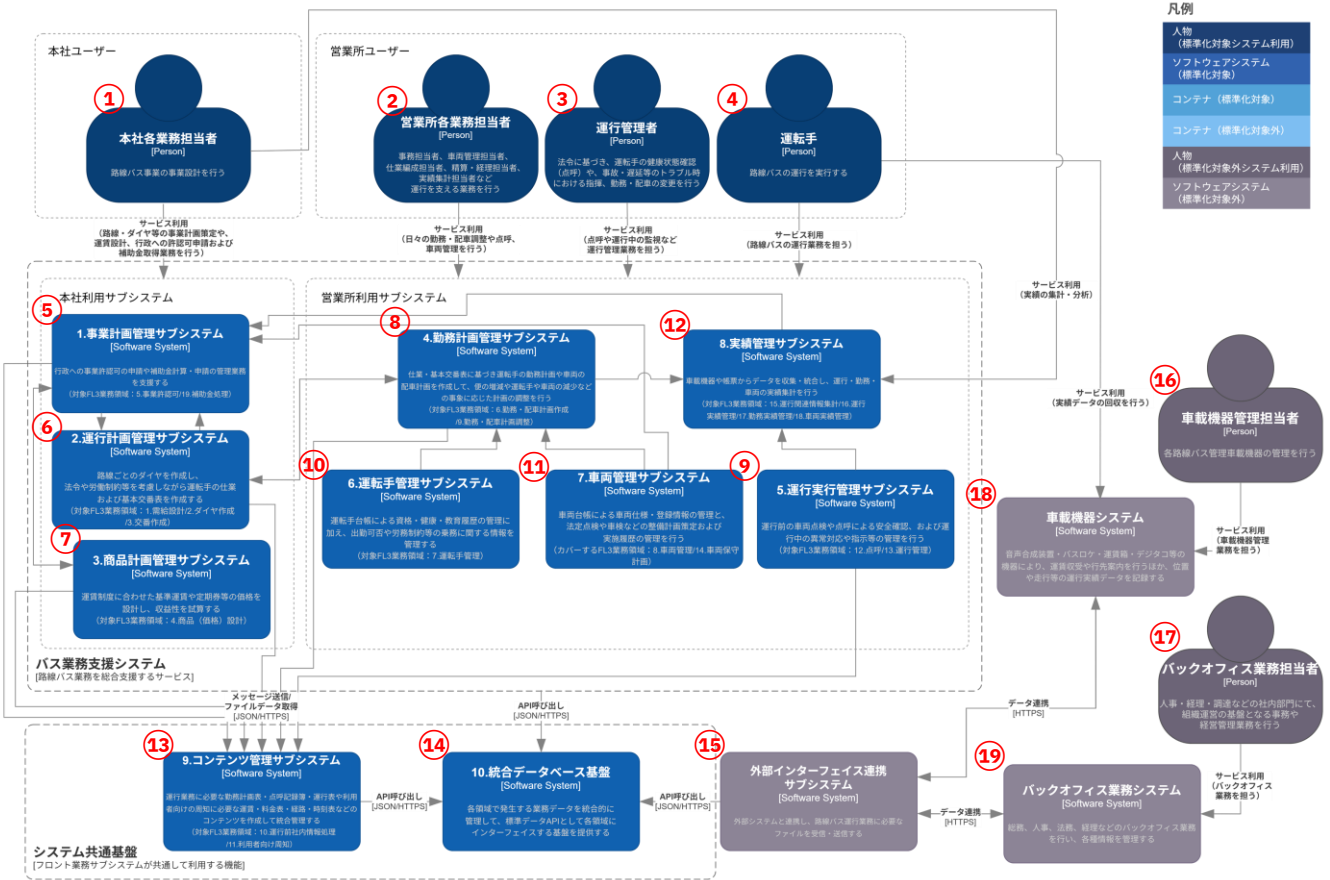 凡例
人物
（標準化対象システム利用）
ソフトウェアシステム
（標準化対象）
コンテナ（標準化対象）
コンテナ（標準化対象外）
人物
（標準化対象外システム利用）
ソフトウェアシステム
（標準化対象外）
本社ユーザー
①
本社各業務担当者
[Person]
路線バス事業の事業設計を行う
営業所ユーザー
②
営業所各業務担当者
[Person]
事務担当者、車両管理担当者、
仕業編成担当者、精算・経理担当者、
実績集計担当者など
運行を支える業務を行う
③
運行管理者
[Person]
法令に基づき、運転手の健康状態確認
（点呼）や、事故・遅延等のトラブル時
における指揮、勤務・配車の変更を行う
④
運転手
[Person]
路線バスの運行を実行する
サービス利用
（路線・ダイヤ等の事業計画策定や、
運賃設計、行政への許認可申請および
補助金取得業務を行う）
サービス利用
（日々の勤務・配車調整や点呼、
車両管理を行う）
サービス利用
（点呼や運行中の監視など
運行管理業務を担う）
サービス利用
（路線バスの運行業務を担う）
サービス利用
（実績の集計・分析）
サービス利用
（実績データの回収を行う）
本社利用サブシステム
⑤
1.事業計画管理サブシステム
[Software System]
行政への事業許認可の申請や補助金計算・申請の管理業務
を支援する
（対象FL3業務領域：5.事業許認可/19.補助金処理）
⑥
2.運行計画管理サブシステム
[Software System]
路線ごとのダイヤを作成し、
法令や労働制約等を考慮しながら運転手の仕業
および基本交番表を作成する
（対象FL3業務領域：1.需給設計/2.ダイヤ作成
/3.交番作成）
⑦
3.商品計画管理サブシステム
[Software System]
運賃制度に合わせた基準運賃や定期券等の価格を
設計し、収益性を試算する
（対象FL3業務領域：4.商品（価格）設計）
営業所利用サブシステム
⑧
4.勤務計画管理サブシステム
[Software System]
仕業・基本交番表に基づき運転手の勤務計画や車両の
配車計画を作成して、便の増減や運転手や車両の減少など
の事象に応じた計画の調整を行う
（対象FL3業務領域：6.勤務・配車計画作成
/9.勤務・配車計画調整）
⑫
8.実績管理サブシステム
[Software System]
車載機器や帳票からデータを収集・統合し、運行・勤務・
車両の実績集計を行う
（対象FL3業務領域：15.運行関連情報集計/16.運行
実績管理/17.勤務実績管理/18.車両実績管理）
⑩
6.運転手管理サブシステム
[Software System]
運転手台帳による資格・健康・教育履歴の管理に
加え、出勤可否や労務制約等の乗務に関する情報を
管理する
（対象FL3業務領域：7.運転手管理）
⑪
7.車両管理サブシステム
[Software System]
車両台帳による車両仕様・登録情報の管理と、
法定点検や車検などの整備計画策定および
実施履歴の管理を行う
（カバーするFL3業務領域：8.車両管理/14.車両保守
計画）
⑨
5.運行実行管理サブシステム
[Software System]
運行前の車両点検や点呼による安全確認、および運
行中の異常対応や指示等の管理を行う
（対象FL3業務領域：12.点呼/13.運行管理）
バス業務支援システム
[路線バス業務を総合支援するサービス]
⑯
車載機器管理担当者
[Person]
各路線バス管理車載機器の管理を行う
⑱
車載機器システム
[Software System]
音声合成装置・バスロケ・運賃箱・デジタコ等の
機器により、運賃収受や行先案内を行うほか、位置
や走行等の運行実績データを記録する
サービス利用
（車載機器管理
業務を担う）
⑰
バックオフィス業務担当者
[Person]
人事・経理・調達などの社内部門にて、
組織運営の基盤となる事務や
経営管理業務を行う
メッセージ送信/
ファイルデータ取得
[JSON/HTTPS]
API呼び出し
[JSON/HTTPS]
データ連携
[HTTPS]
⑬
9.コンテンツ管理サブシステム
[Software System]
運行業務に必要な勤務計画表・点呼記録簿・運行表や利用
者向けの周知に必要な運賃・料金表・経路・時刻表などの
コンテンツを作成して統合管理する
（対象FL3業務領域：10.運行前社内情報処理
/11.利用者向け周知）
API呼び出し
[JSON/HTTPS]
⑭
10.統合データベース基盤
[Software System]
各領域で発生する業務データを統合的に
管理して、標準データAPIとして各領域に
インターフェイスする基盤を提供する
API呼び出し
[JSON/HTTPS]
⑮
外部インターフェイス連携
サブシステム
[Software System]
外部システムと連携し、路線バス運行業務に必要な
ファイルを受信・送信する
データ連携
[HTTPS]
⑲
バックオフィス業務システム
[Software System]
総務、人事、法務、経理などのバックオフィス業務
を行い、各種情報を管理する
サービス利用
（バックオフィス
業務を担う）
システム共通基盤
[フロント業務サブシステムが共通して利用する機能]